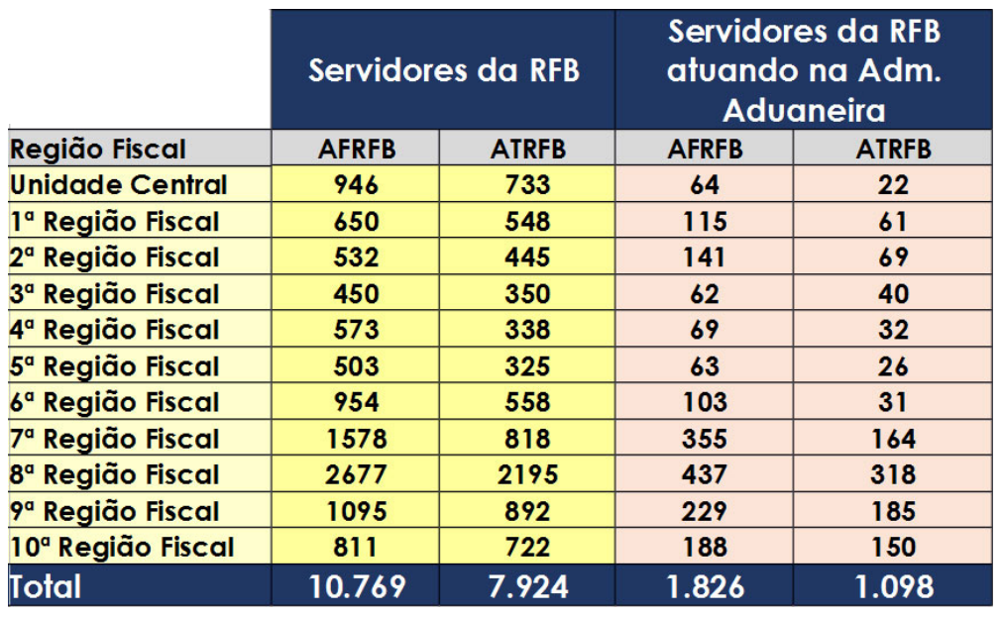 Servidores da RFB
Servidores da RFB
atuando na Adm.
Aduaneira
Região Fiscal AFRFB ATRFB AFRFB ATRFB
Unidade Central 946 733 64 22
1ª Região Fiscal 650 548 115 61
2ª Região Fiscal 532 445 141 69
3ª Região Fiscal 450 350 62 40
4ª Região Fiscal 573 338 69 32
5ª Região Fiscal 503 325 63 26
6ª Região Fiscal 954 558 103 31
7ª Região Fiscal 1578 818 355 164
8ª Região Fiscal 2677 2195 437 318
9ª Região Fiscal 1095 892 229 185
10ª Região Fiscal 811 722 188 150
Total 10.769 7.924 1.826 1.098